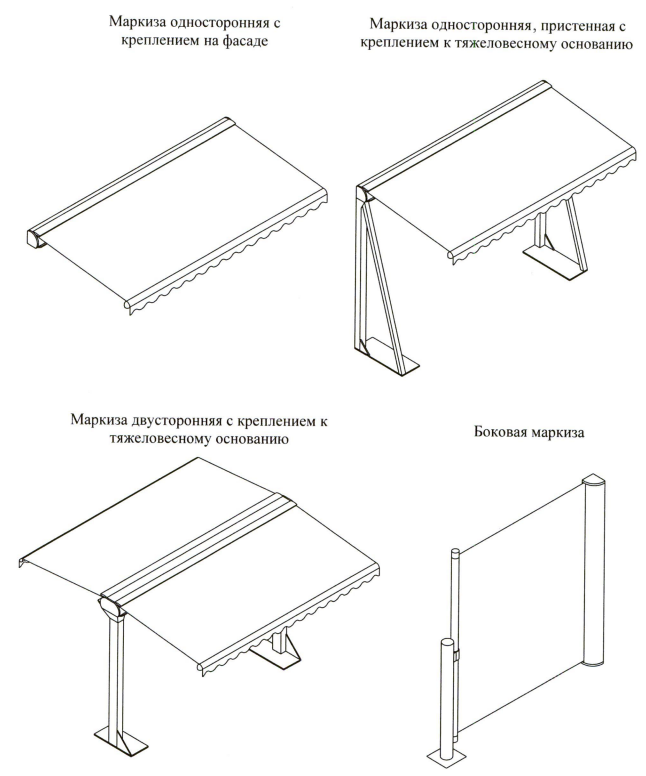 Маркиза односторонняя с
креплением на фасаде
Маркиза односторонняя, пристенная с
креплением к тяжеловесному основанию
Маркиза двусторонняя с креплением к
тяжеловесному основанию
Боковая маркиза